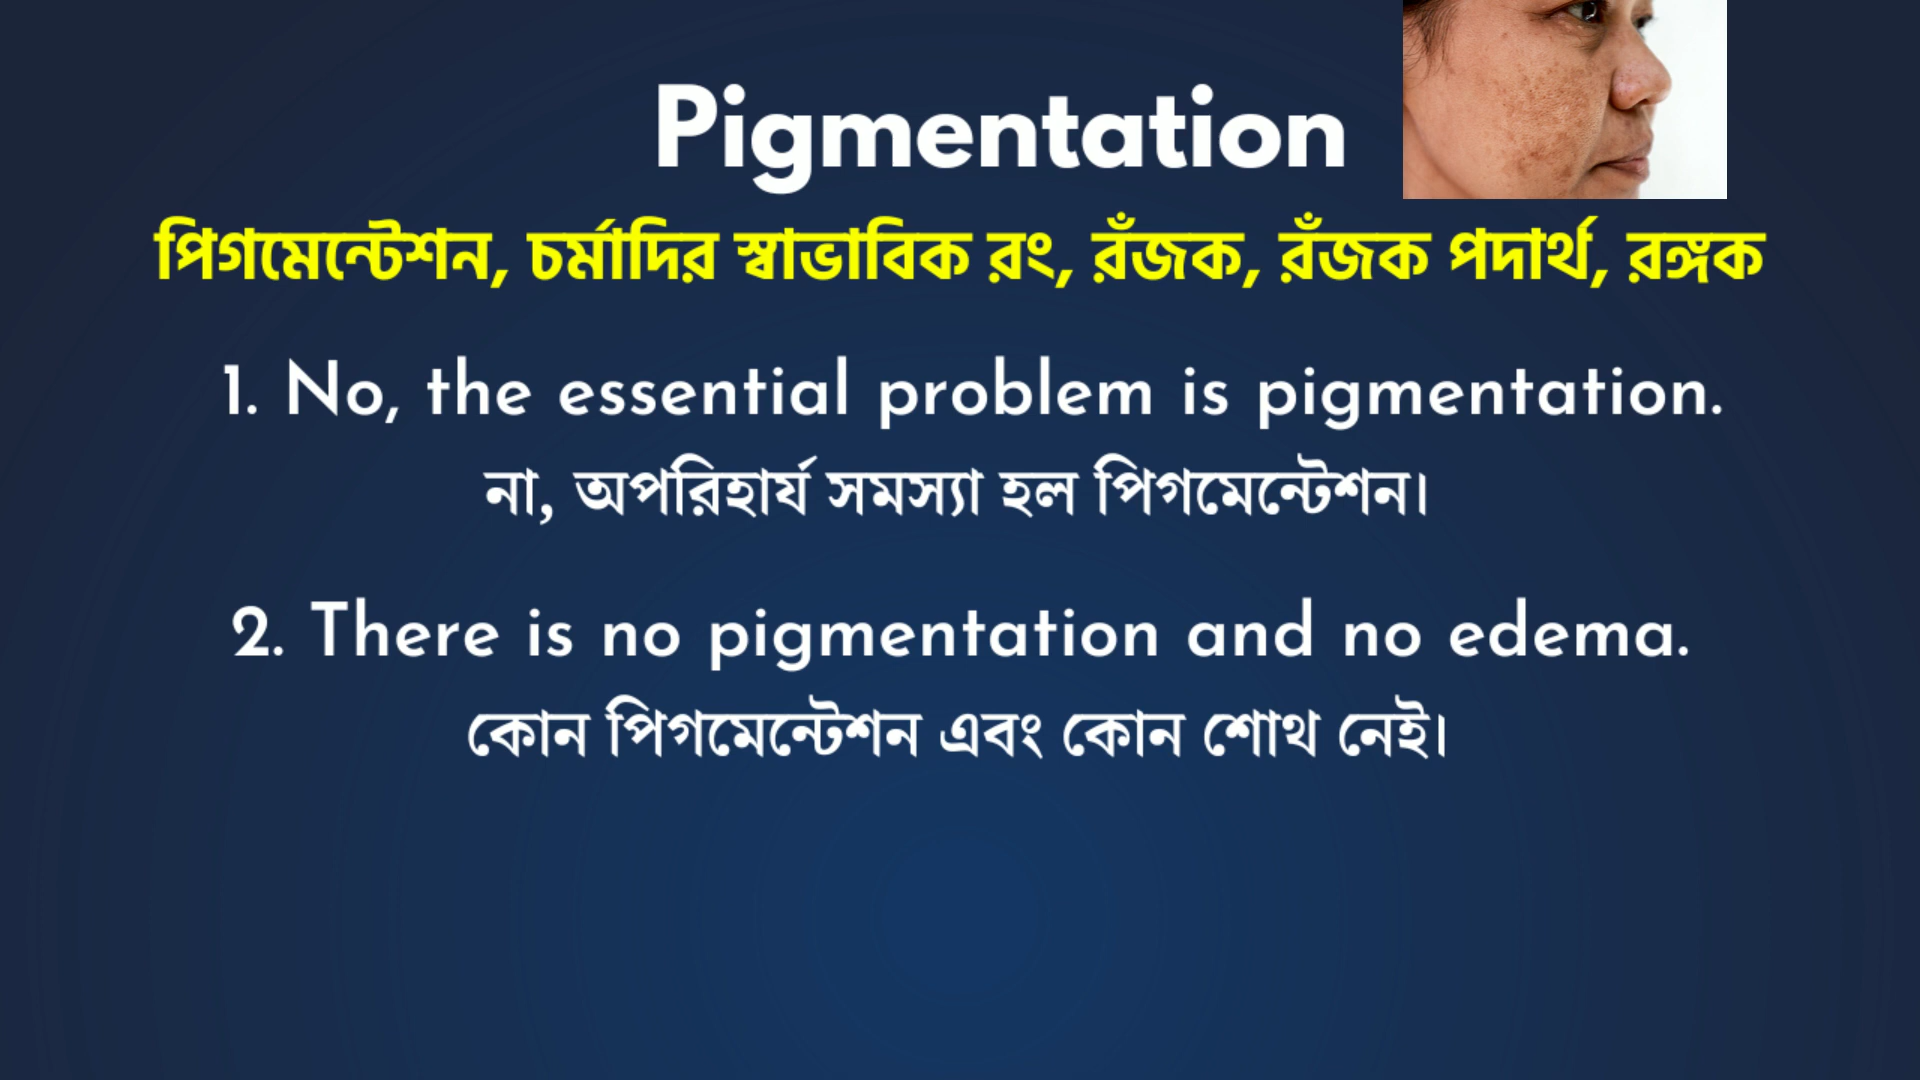 Pigmentation
পিগমেন্টেশন, চর্মাদির স্বাভাবিক রং, রঁজক, রঁজক পদার্থ, রঙ্গক
1. No, the essential problem is pigmentation.
না, অপরিহার্য সমস্যা হল পিগমেন্টেশন।
2. There is no pigmentation and no edema.
কোন পিগমেন্টেশন এবং কোন শোথ নেই।